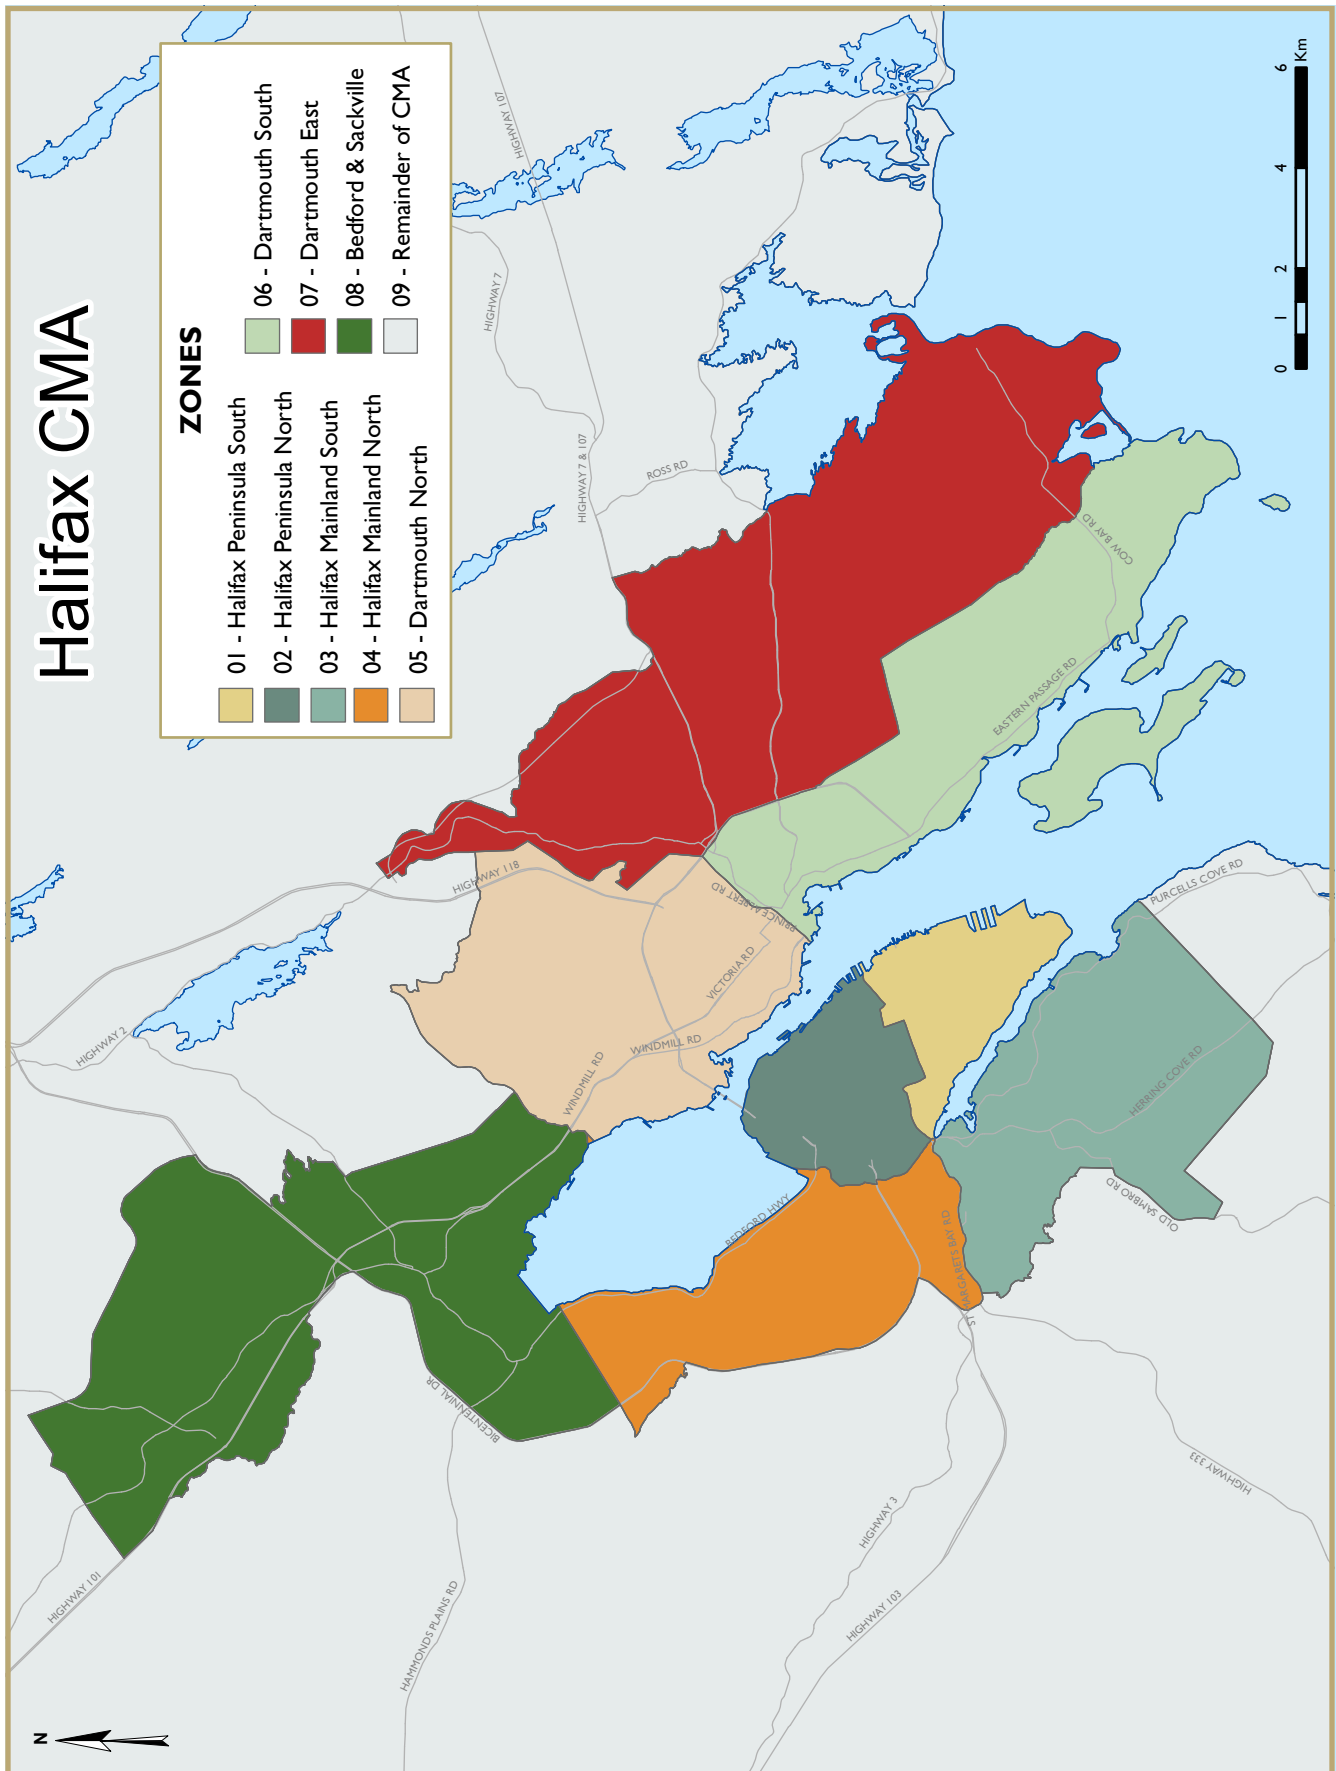 Halifax CMA
ZONES
01 - Halifax Peninsula South
02 - Halifax Peninsula North
03 - Halifax Mainland South
04 - Halifax Mainland North
05 - Dartmouth North
06 - Dartmouth South
07 - Dartmouth East
08 - Bedford & Sackville
09 - Remainder of CMA
N
HIGHWAY 101
HAMMONDS PLAINS RD
BICENTENNIAL DR
HIGHWAY 2
HIGHWAY 118
HIGHWAY 7
HIGHWAY 107
HIGHWAY 7 & 107
ROSS RD
WINDMILL RD
WINDMILL RD
VICTORIA RD
PRINCE ALBERT RD
BEDFORD HWY
ST MARGARETS BAY RD
HIGHWAY 3
HIGHWAY 103
HIGHWAY 333
OLD SAMBRO RD
HERRING COVE RD
PURCELLS COVE RD
EASTERN PASSAGE RD
COW BAY RD
0 1 2 4 6 Km